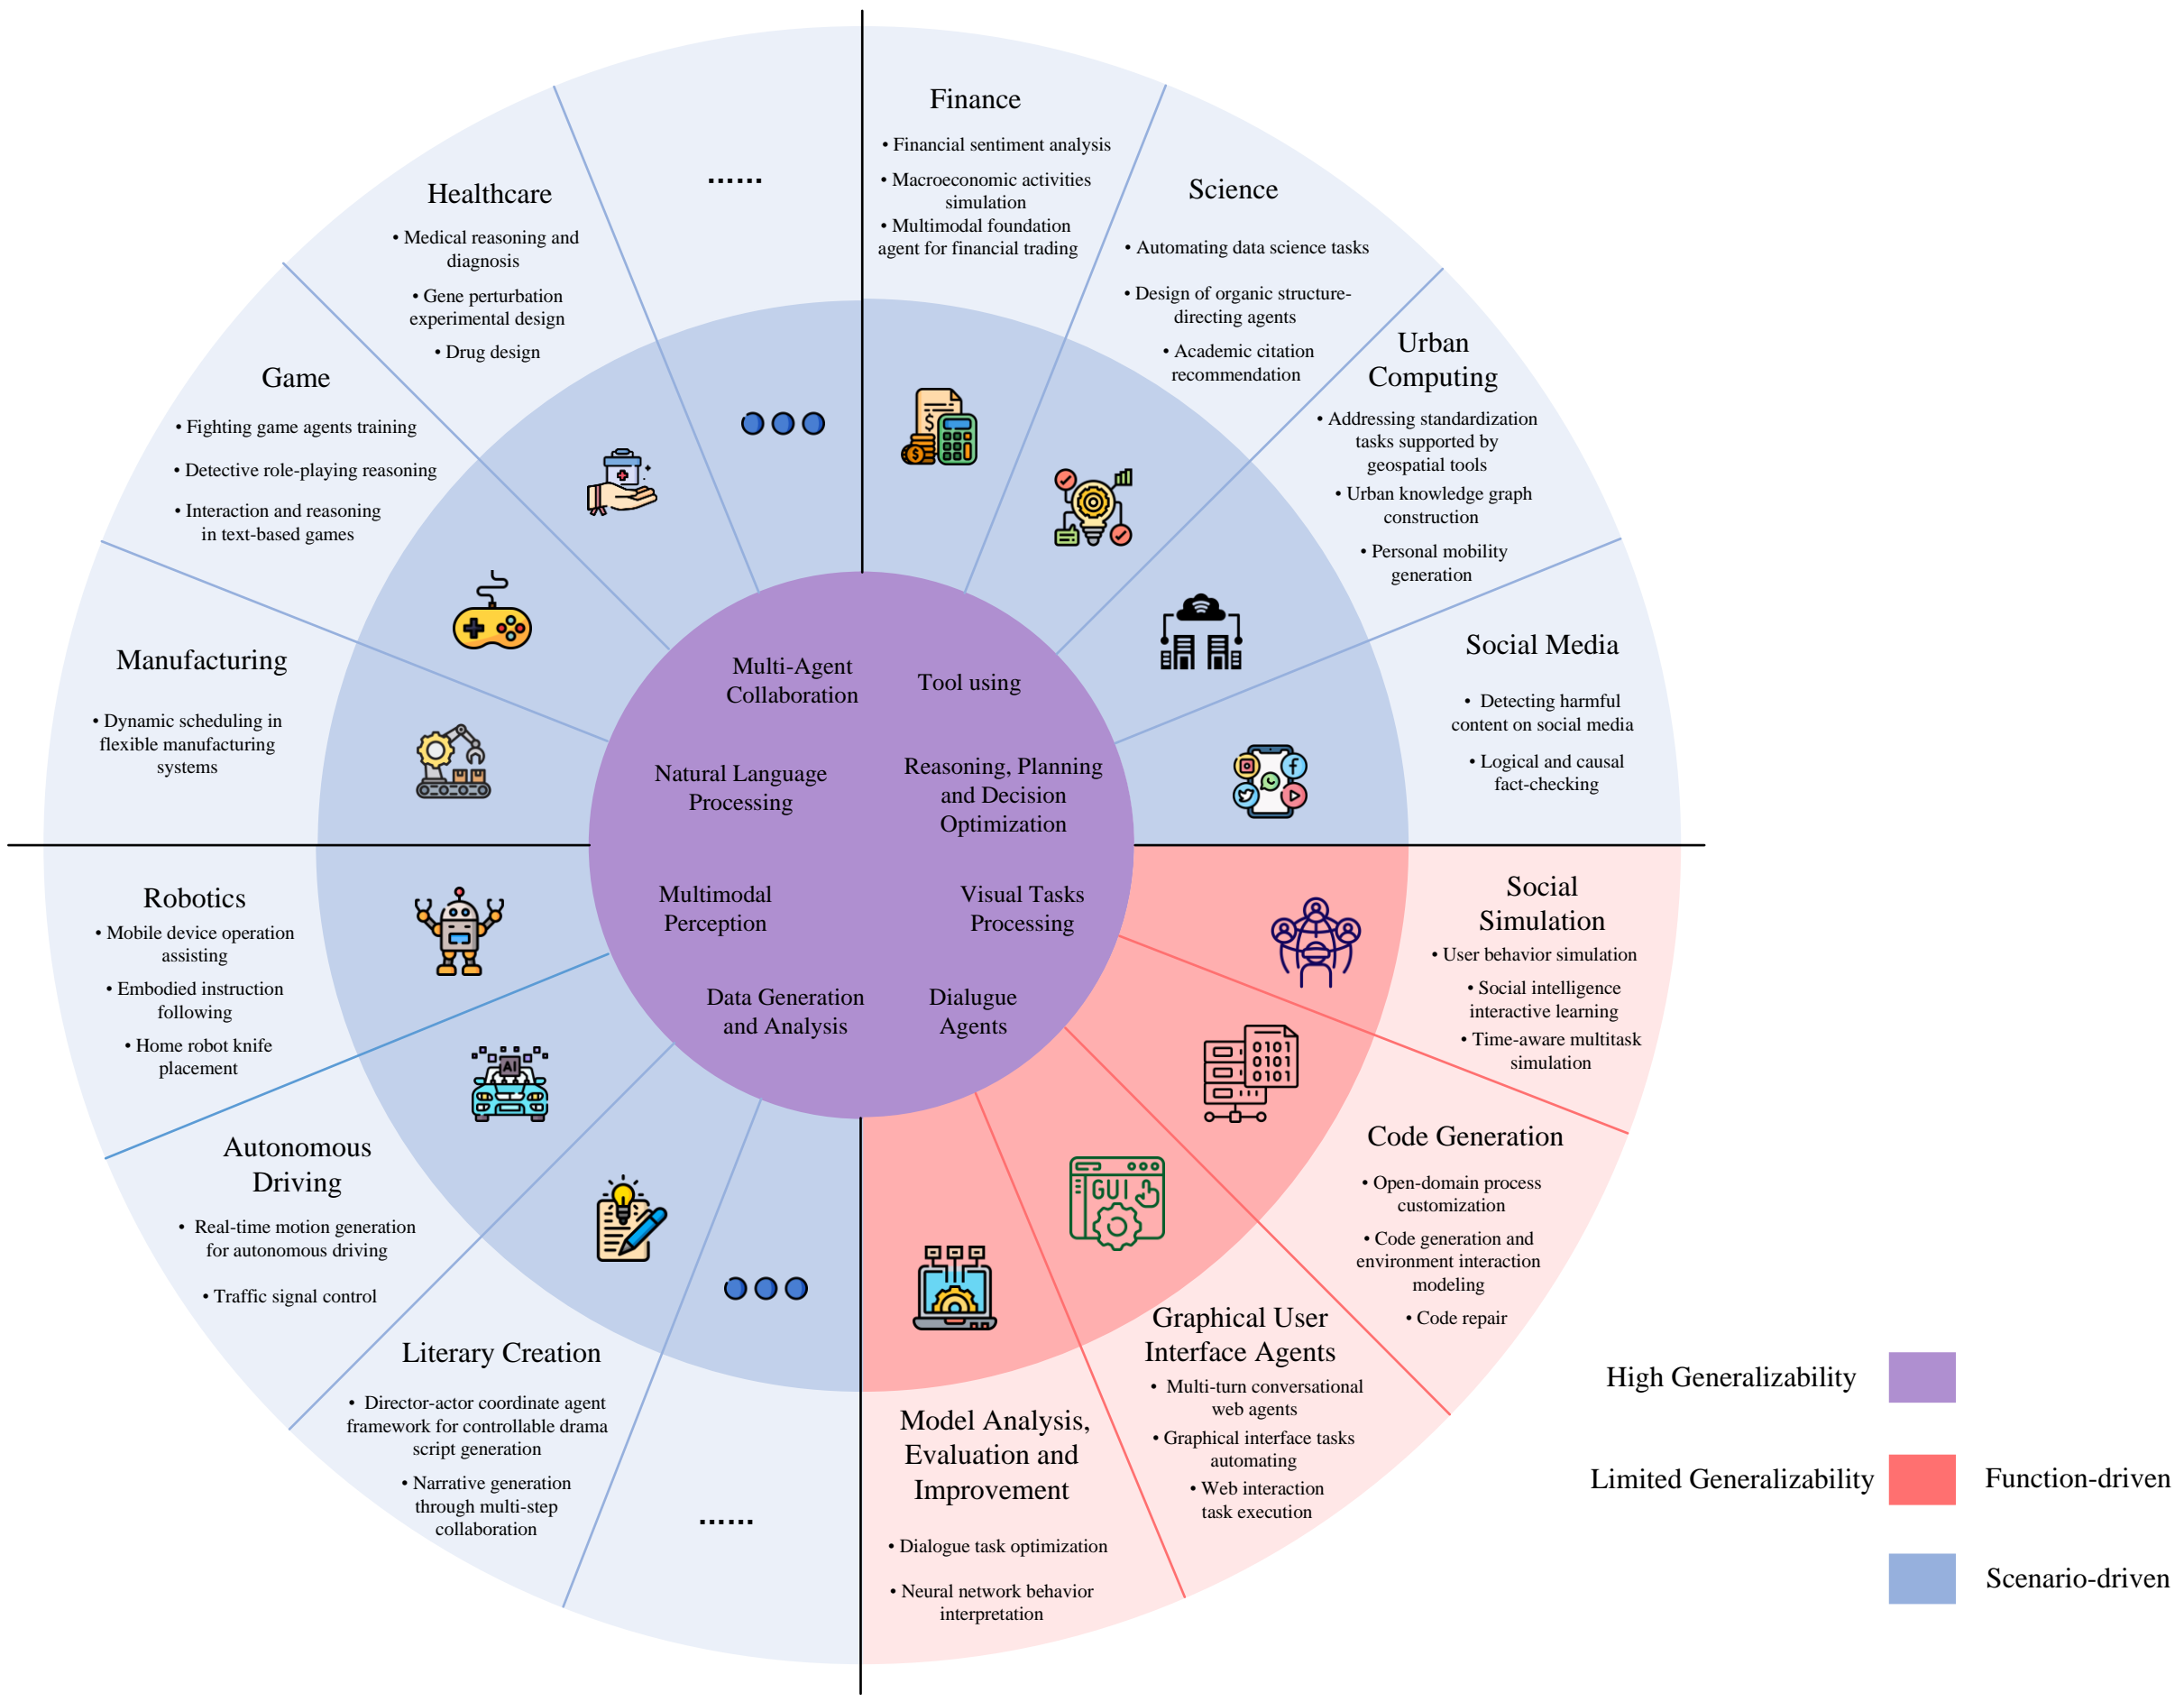 Finance
• Financial sentiment analysis
• Macroeconomic activities
simulation
• Multimodal foundation
agent for financial trading
Science
• Automating data science tasks
• Design of organic structure-
directing agents
• Academic citation
recommendation
Urban
Computing
• Addressing standardization
tasks supported by
geospatial tools
• Urban knowledge graph
construction
• Personal mobility
generation
Social Media
• Detecting harmful
content on social media
• Logical and causal
fact-checking
Social
Simulation
• User behavior simulation
• Social intelligence
interactive learning
• Time-aware multitask
simulation
Code Generation
• Open-domain process
customization
• Code generation and
environment interaction
modeling
• Code repair
Graphical User
Interface Agents
• Multi-turn conversational
web agents
• Graphical interface tasks
automating
• Web interaction
task execution
Model Analysis,
Evaluation and
Improvement
• Dialogue task optimization
• Neural network behavior
interpretation
......
Literary Creation
• Director-actor coordinate agent
framework for controllable drama
script generation
• Narrative generation
through multi-step
collaboration
Autonomous
Driving
• Real-time motion generation
for autonomous driving
• Traffic signal control
Robotics
• Mobile device operation
assisting
• Embodied instruction
following
• Home robot knife
placement
Manufacturing
• Dynamic scheduling in
flexible manufacturing
systems
Game
• Fighting game agents training
• Detective role-playing reasoning
• Interaction and reasoning
in text-based games
Healthcare
• Medical reasoning and
diagnosis
• Gene perturbation
experimental design
• Drug design
......
Multi-Agent
Collaboration
Tool using
Natural Language
Processing
Reasoning, Planning
and Decision
Optimization
Multimodal
Perception
Visual Tasks
Processing
Data Generation
and Analysis
Dialogue
Agents
$
$
0101
0101
0101
GUI
AI
High Generalizability
Limited Generalizability
Function-driven
Scenario-driven